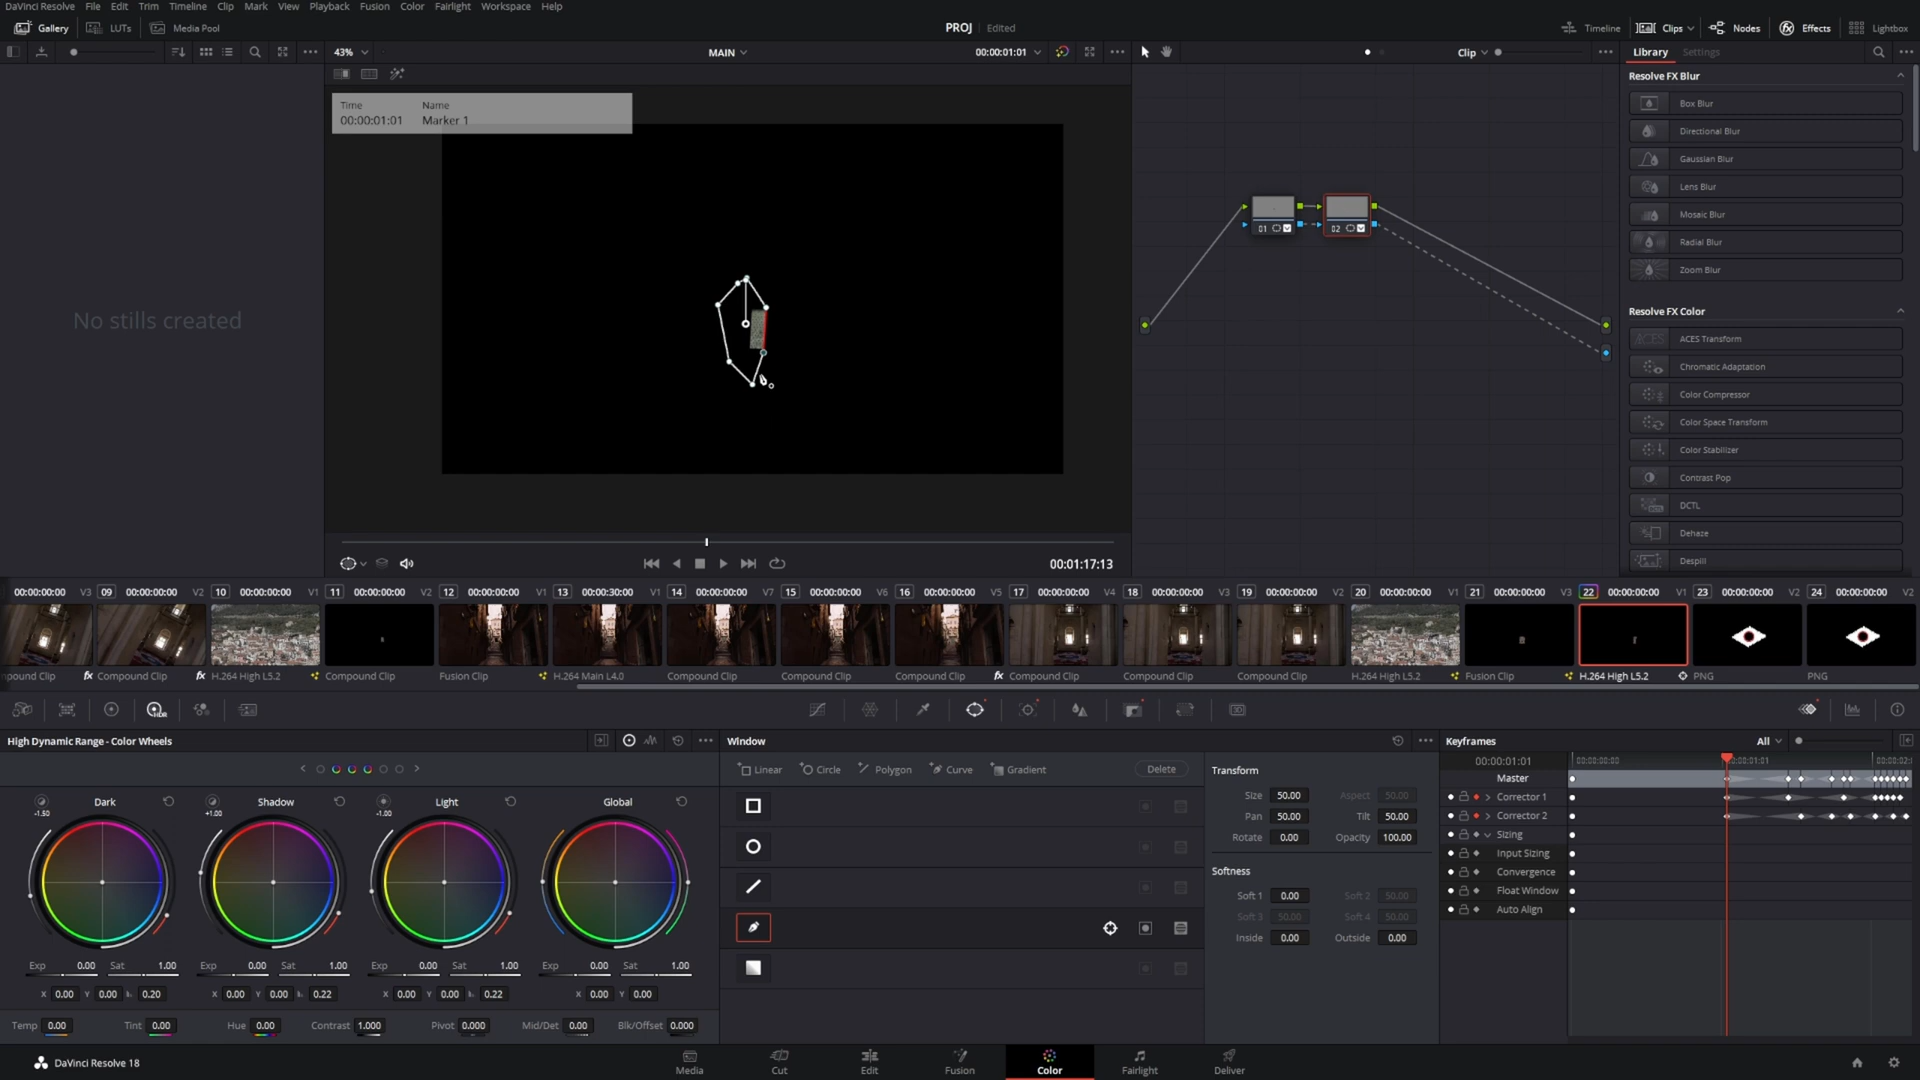 DaVinci Resolve File Edit Trim Timeline Clip Mark View Playback Fusion Color Fairlight Workspace Help
Gallery LUTs Media Pool PROJ Edited Timeline Clips Nodes Effects Lightbox
43% MAIN 00:00:01:01 Clip Library Settings
Time Name
00:00:01:01 Marker 1
No stills created
Resolve FX Blur
Box Blur
Directional Blur
Gaussian Blur
Lens Blur
Mosaic Blur
Radial Blur
Zoom Blur
Resolve FX Color
ACES Transform
Chromatic Adaptation
Color Compressor
Color Space Transform
Color Stabilizer
Contrast Pop
DCTL
Dehaze
Despill
01 02
00:01:17:13
00:00:00:00 V3 09 00:00:00:00 V2 10 00:00:00:00 V1 11 00:00:00:00 V2 12 00:00:00:00 V1 13 00:00:30:00 V1 14 00:00:00:00 V7 15 00:00:00:00 V6 16 00:00:00:00 V5 17 00:00:00:00 V4 18 00:00:00:00 V3 19 00:00:00:00 V2 20 00:00:00:00 V1 21 00:00:00:00 V3 22 00:00:00:00 V1 23 00:00:00:00 V2 24 00:00:00:00 V2
pound Clip fx Compound Clip fx H.264 High L5.2 Compound Clip Fusion Clip H.264 Main L4.0 Compound Clip Compound Clip Compound Clip fx Compound Clip Compound Clip Compound Clip H.264 High L5.2 Fusion Clip H.264 High L5.2 PNG PNG
HDR 3D
High Dynamic Range - Color Wheels
Dark Shadow Light Global
-1.50 +1.00 -1.00
Exp 0.00 Sat 1.00 Exp 0.00 Sat 1.00 Exp 0.00 Sat 1.00 Exp 0.00 Sat 1.00
X 0.00 Y 0.00 0.20 X 0.00 Y 0.00 0.22 X 0.00 Y 0.00 0.22 X 0.00 Y 0.00
Temp 0.00 Tint 0.00 Hue 0.00 Contrast 1.000 Pivot 0.000 Mid/Det 0.00 Blk/Offset 0.000
Window
Linear Circle Polygon Curve Gradient Delete
Transform
Size 50.00 Aspect 50.00
Pan 50.00 Tilt 50.00
Rotate 0.00 Opacity 100.00
Softness
Soft 1 0.00 Soft 2 50.00
Soft 3 50.00 Soft 4 50.00
Inside 0.00 Outside 0.00
Keyframes All
00:00:01:01 00:00:00:00
Master
Corrector 1
Corrector 2
Sizing
Input Sizing
Convergence
Float Window
Auto Align
DaVinci Resolve 18 Media Cut Edit Fusion Color Fairlight Deliver